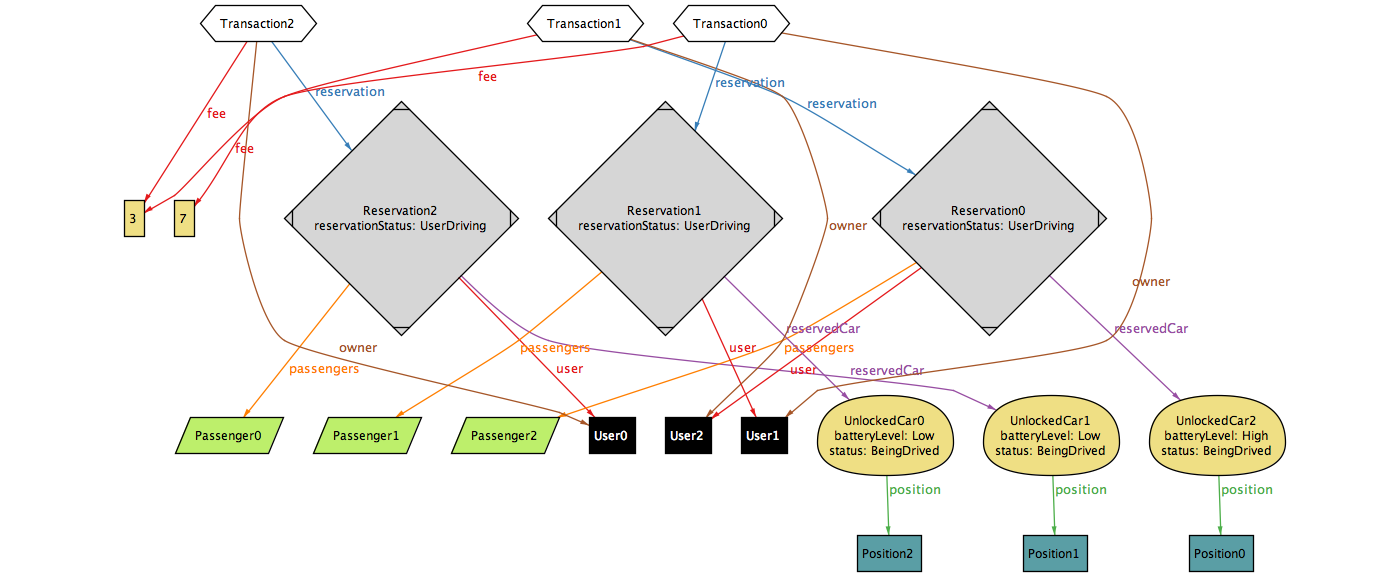 Transaction2
Transaction1
Transaction0
fee
reservation
reservation
reservation
fee
fee
3
7
Reservation2
reservationStatus: UserDriving
Reservation1
reservationStatus: UserDriving
Reservation0
reservationStatus: UserDriving
owner
owner
owner
passengers
passengers
user
user
reservedCar
passengers
user
reservedCar
reservedCar
Passenger0
Passenger1
Passenger2
User0
User2
User1
UnlockedCar0
batteryLevel: Low
status: BeingDrived
UnlockedCar1
batteryLevel: Low
status: BeingDrived
UnlockedCar2
batteryLevel: High
status: BeingDrived
position
position
position
Position2
Position1
Position0